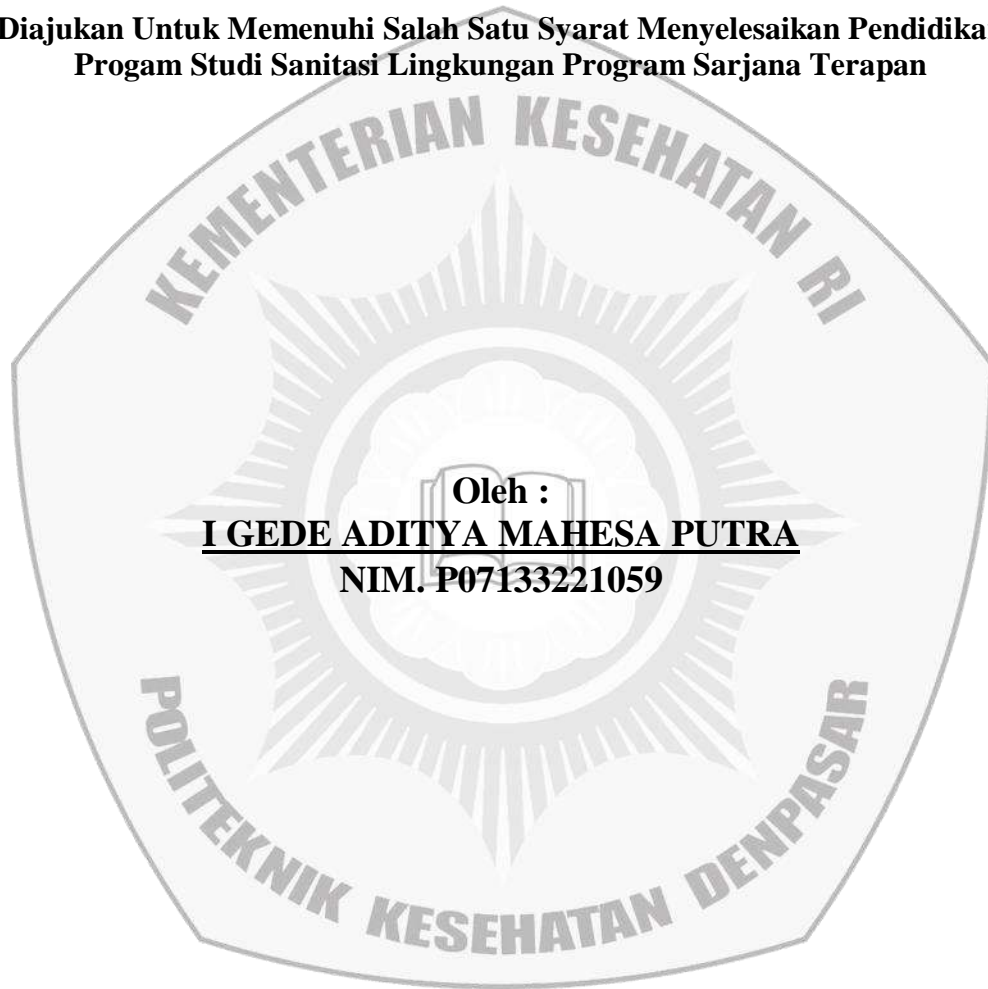 Diajukan Untuk Memenuhi Salah Satu Syarat Menyelesaikan Pendidika
Progam Studi Sanitasi Lingkungan Program Sarjana Terapan
KEMENTERIAN KESEHATAN RI
Oleh :
I GEDE ADITYA MAHESA PUTRA
NIM. P07133221059
POLITEKNIK KESEHATAN DENPASAR